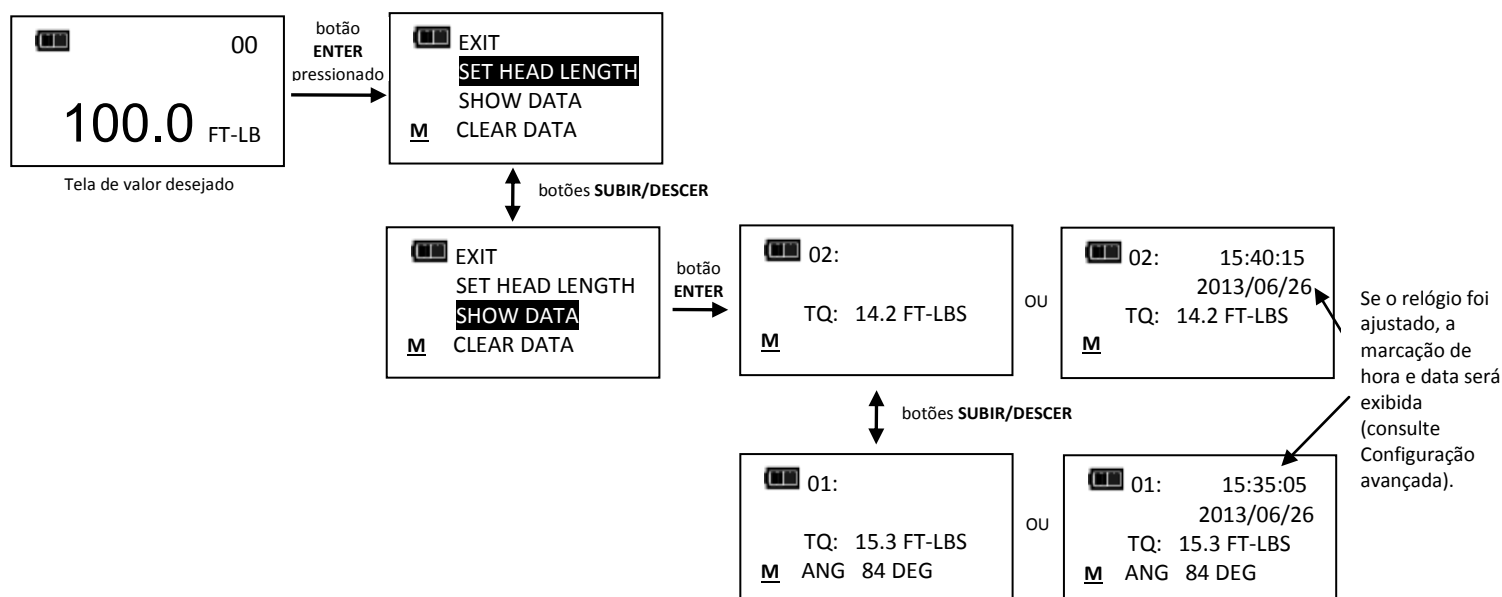 00
100.0 FT-LB
Tela de valor desejado
botão
ENTER
pressionado
EXIT
SET HEAD LENGTH
SHOW DATA
M CLEAR DATA
botões SUBIR/DESCER
EXIT
SET HEAD LENGTH
SHOW DATA
M CLEAR DATA
botão
ENTER
02:
TQ: 14.2 FT-LBS
M
OU
02: 15:40:15
2013/06/26
TQ: 14.2 FT-LBS
M
Se o relógio foi
ajustado, a
marcação de
hora e data será
exibida
(consulte
Configuração
avançada).
botões SUBIR/DESCER
01:
TQ: 15.3 FT-LBS
M ANG 84 DEG
OU
01: 15:35:05
2013/06/26
TQ: 15.3 FT-LBS
M ANG 84 DEG